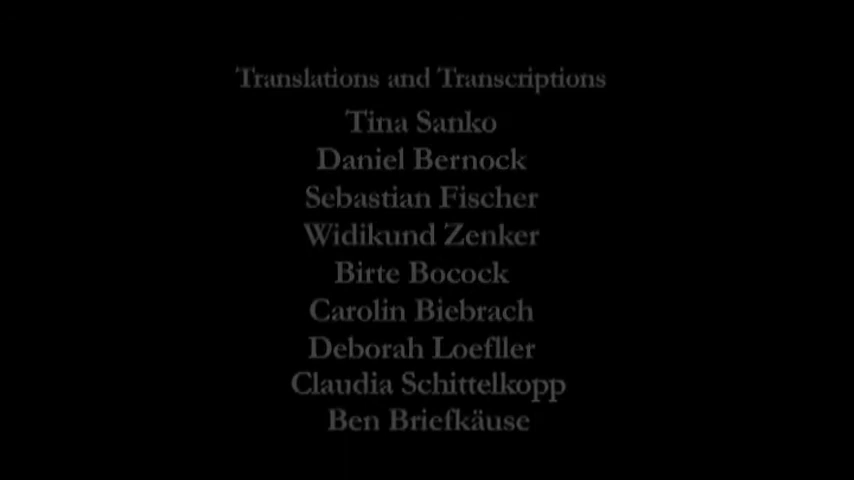 Translations and Transcriptions
Tina Sanko
Daniel Bernock
Sebastian Fischer
Widikund Zenker
Birte Bocock
Carolin Biebrach
Deborah Loefller
Claudia Schittelkopp
Ben Briefkäuse